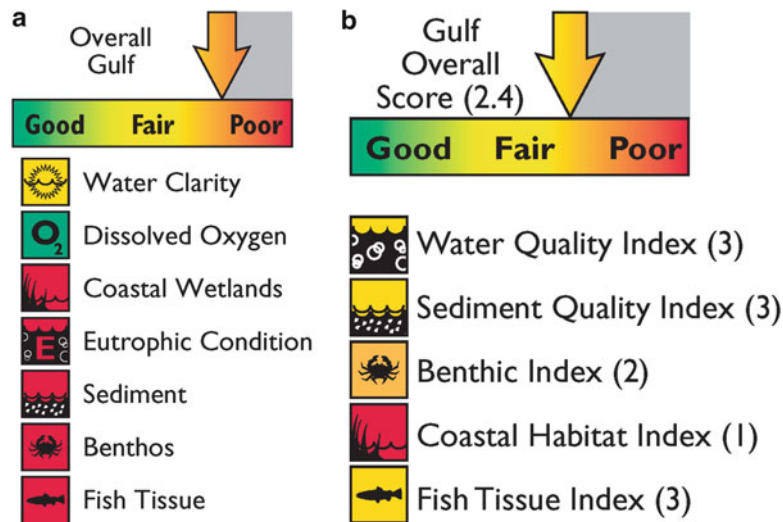 a
Overall
Gulf
Good Fair Poor
Water Clarity
O2
Dissolved Oxygen
Coastal Wetlands
E
Eutrophic Condition
Sediment
Benthos
Fish Tissue
b
Gulf
Overall
Score (2.4)
Good Fair Poor
Water Quality Index (3)
Sediment Quality Index (3)
Benthic Index (2)
Coastal Habitat Index (1)
Fish Tissue Index (3)